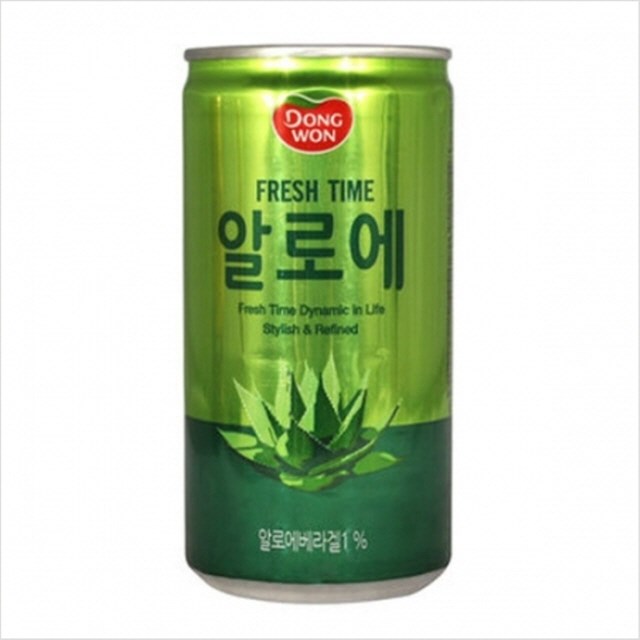 DONG
WON
FRESH TIME
알로에
Fresh Time Dynamic in Life
Stylish & Refined
알로에베라겔1%